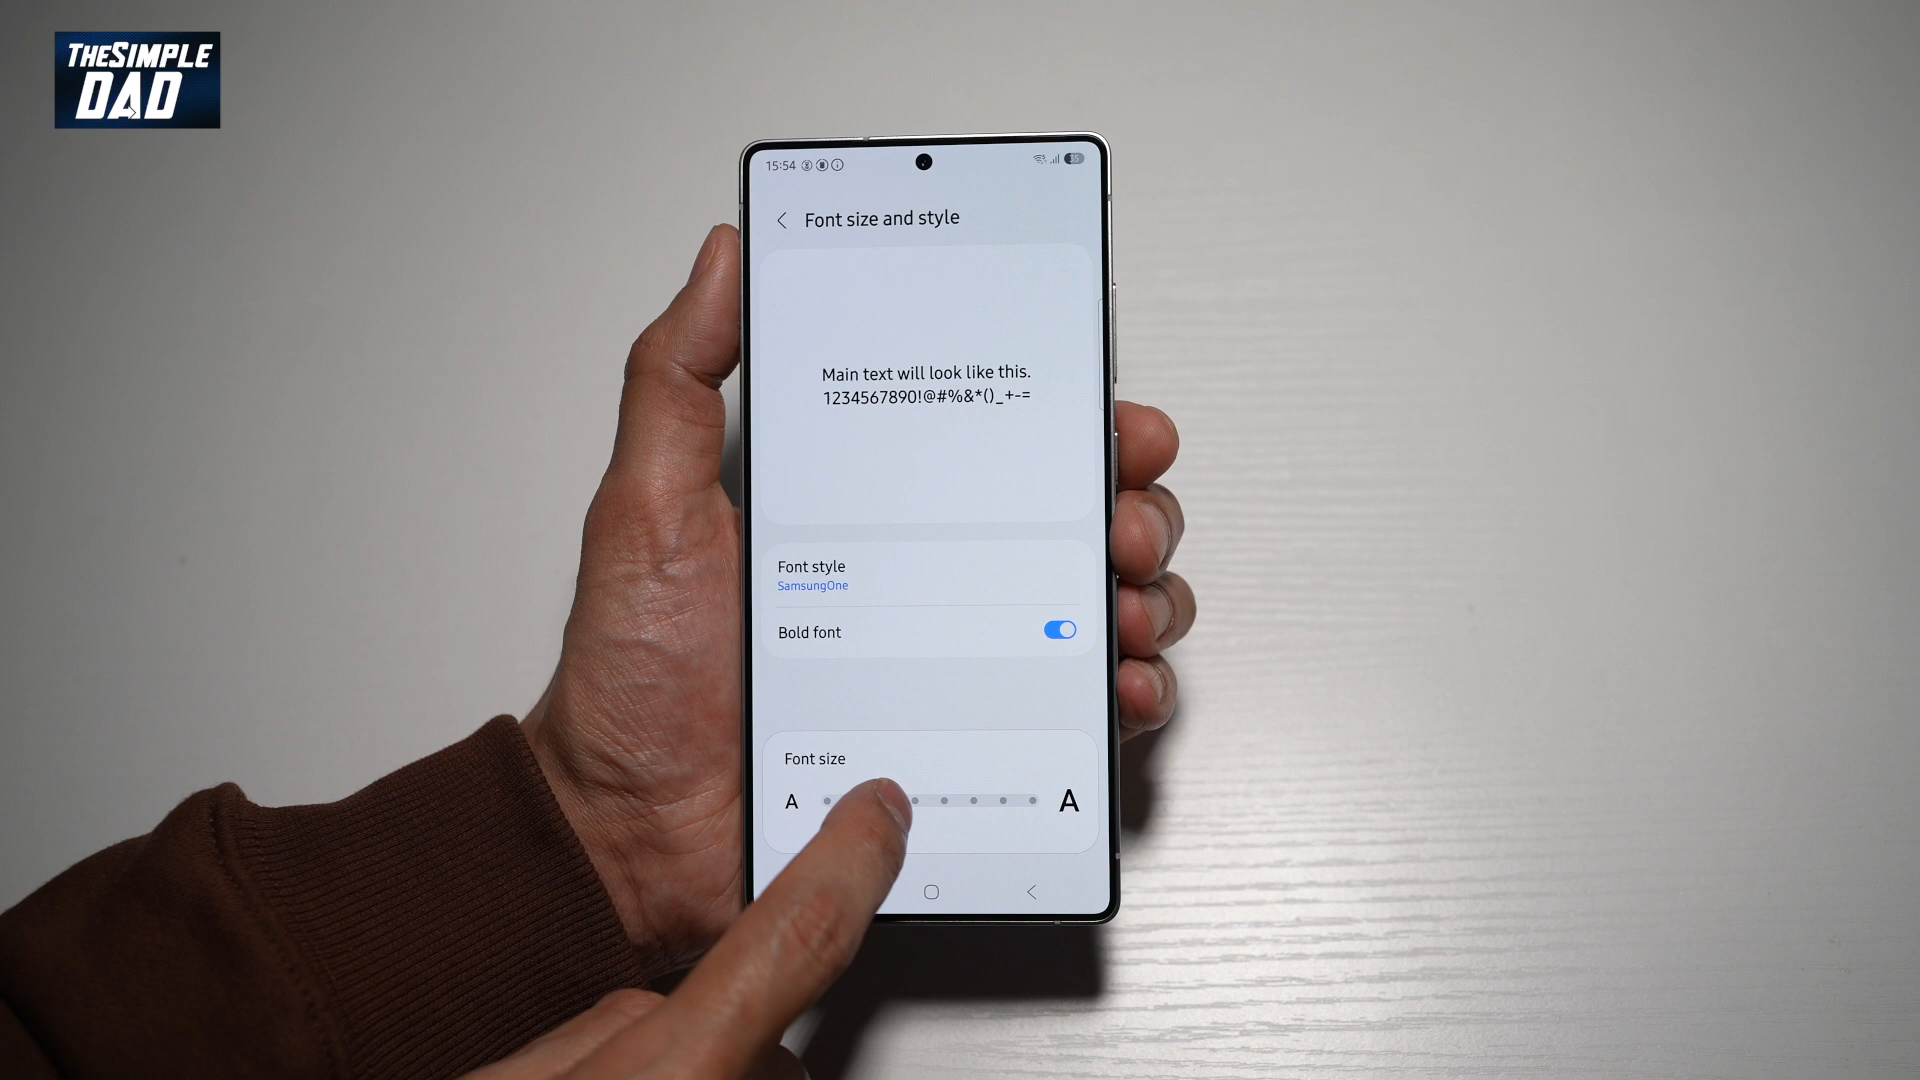 THESIMPLE
DAD
15:54
35
Font size and style
Main text will look like this.
1234567890!@#%&*()_+-=
Font style
SamsungOne
Bold font
Font size
A A